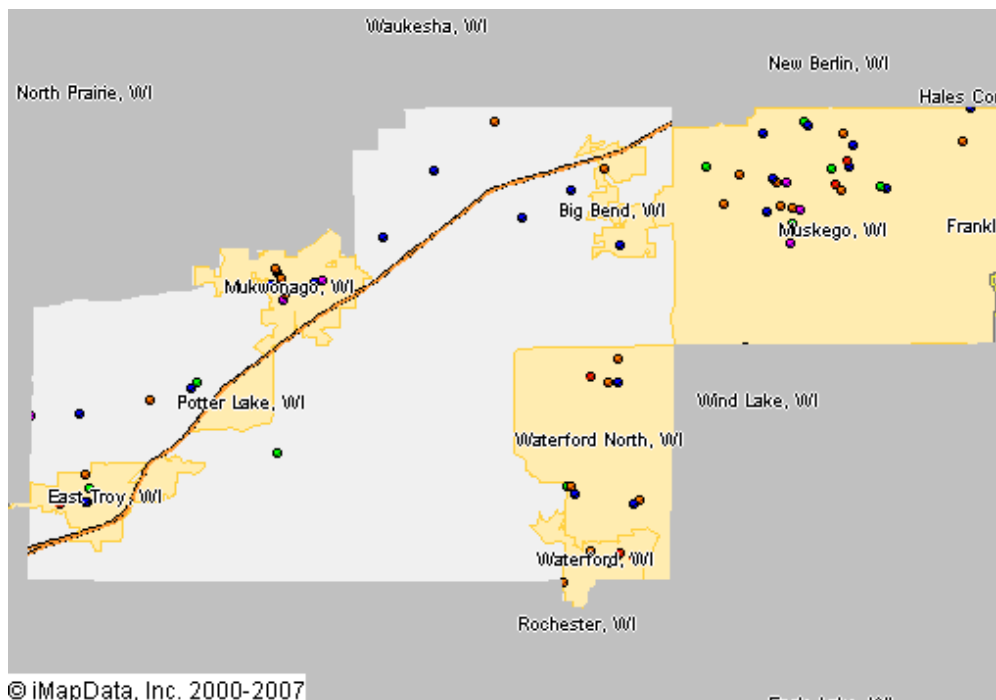 Waukesha, WI
New Berlin, WI
North Prairie, WI
Hales Co
Big Bend, WI
Muskego, WI
Frankl
Mukwonago, WI
Potter Lake, WI
Wind Lake, WI
Waterford North, WI
East Troy, WI
Waterford, WI
Rochester, WI
© iMapData, Inc. 2000-2007